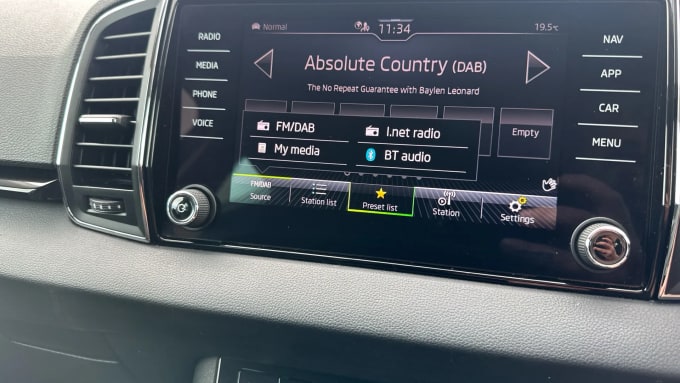 RADIO
MEDIA
PHONE
VOICE
Normal
11:34
19.5°C
Absolute Country (DAB)
The No Repeat Guarantee with Baylen Leonard
FM/DAB
I.net radio
My media
BT audio
Empty
FM/DAB
Source
Station list
Preset list
Station
Settings
NAV
APP
CAR
MENU